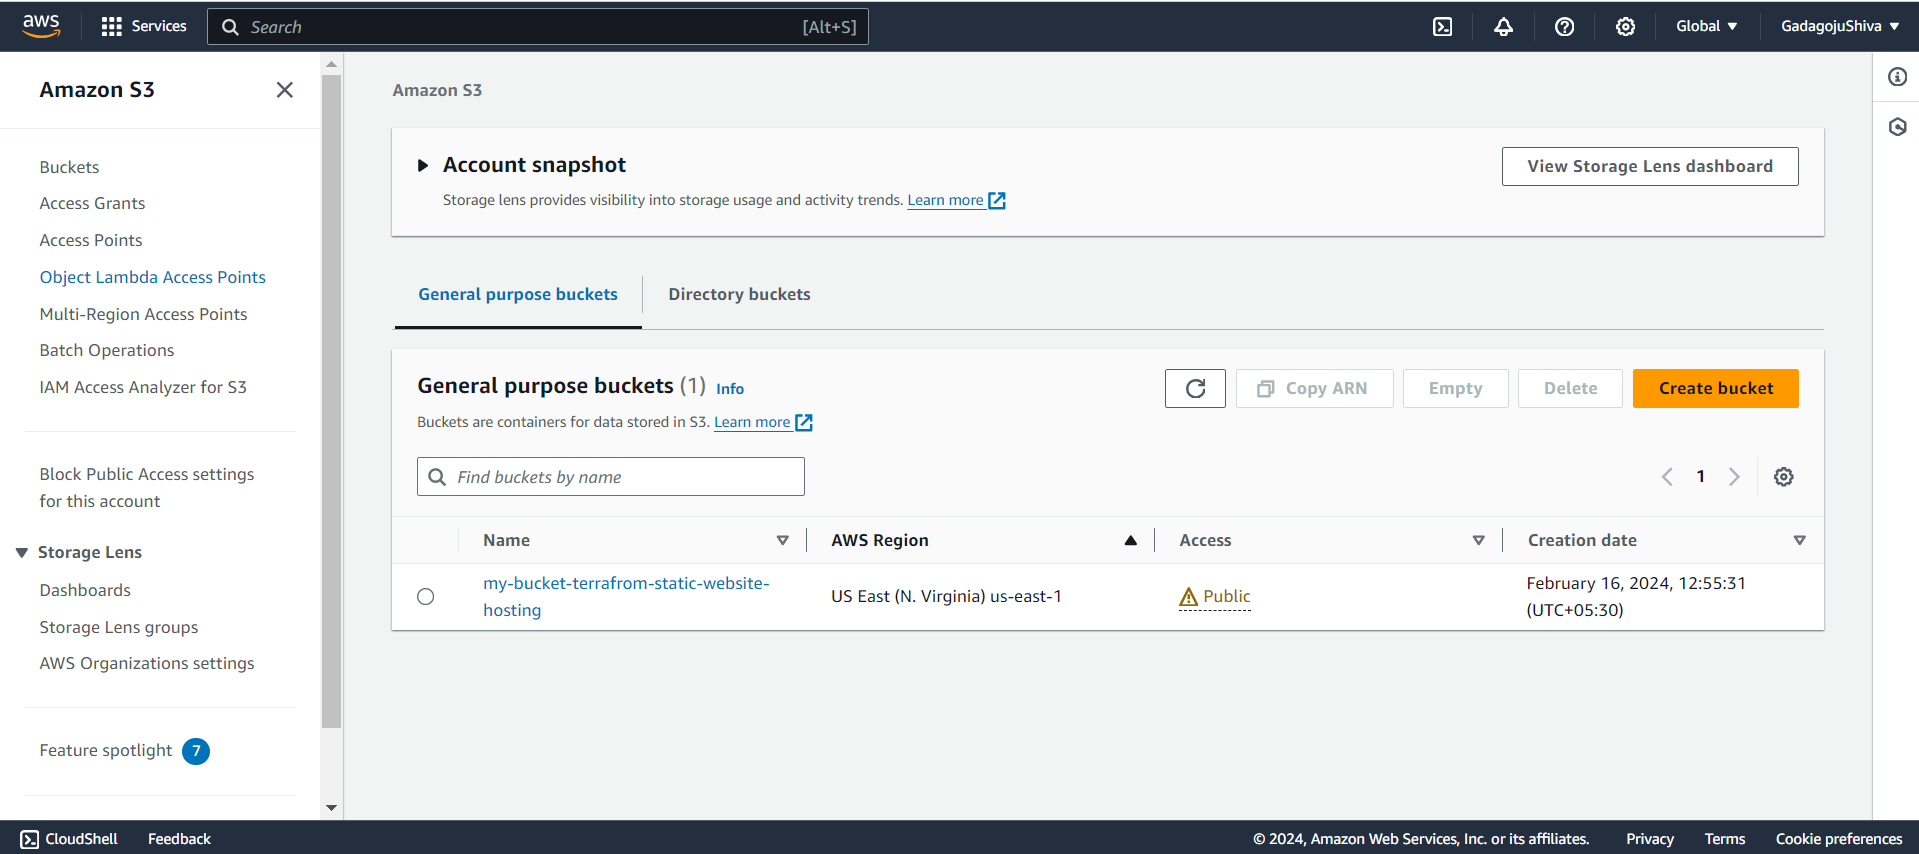 aws
Services
Search
[Alt+S]
Global
GadagojuShiva
Amazon S3
Buckets
Access Grants
Access Points
Object Lambda Access Points
Multi-Region Access Points
Batch Operations
IAM Access Analyzer for S3
Block Public Access settings
for this account
Storage Lens
Dashboards
Storage Lens groups
AWS Organizations settings
Feature spotlight 7
Amazon S3
Account snapshot
Storage lens provides visibility into storage usage and activity trends. Learn more
View Storage Lens dashboard
General purpose buckets
Directory buckets
General purpose buckets (1) Info
Buckets are containers for data stored in S3. Learn more
Copy ARN
Empty
Delete
Create bucket
Find buckets by name
1
Name
AWS Region
Access
Creation date
my-bucket-terrafrom-static-website-
hosting
US East (N. Virginia) us-east-1
Public
February 16, 2024, 12:55:31
(UTC+05:30)
CloudShell
Feedback
© 2024, Amazon Web Services, Inc. or its affiliates.
Privacy
Terms
Cookie preferences